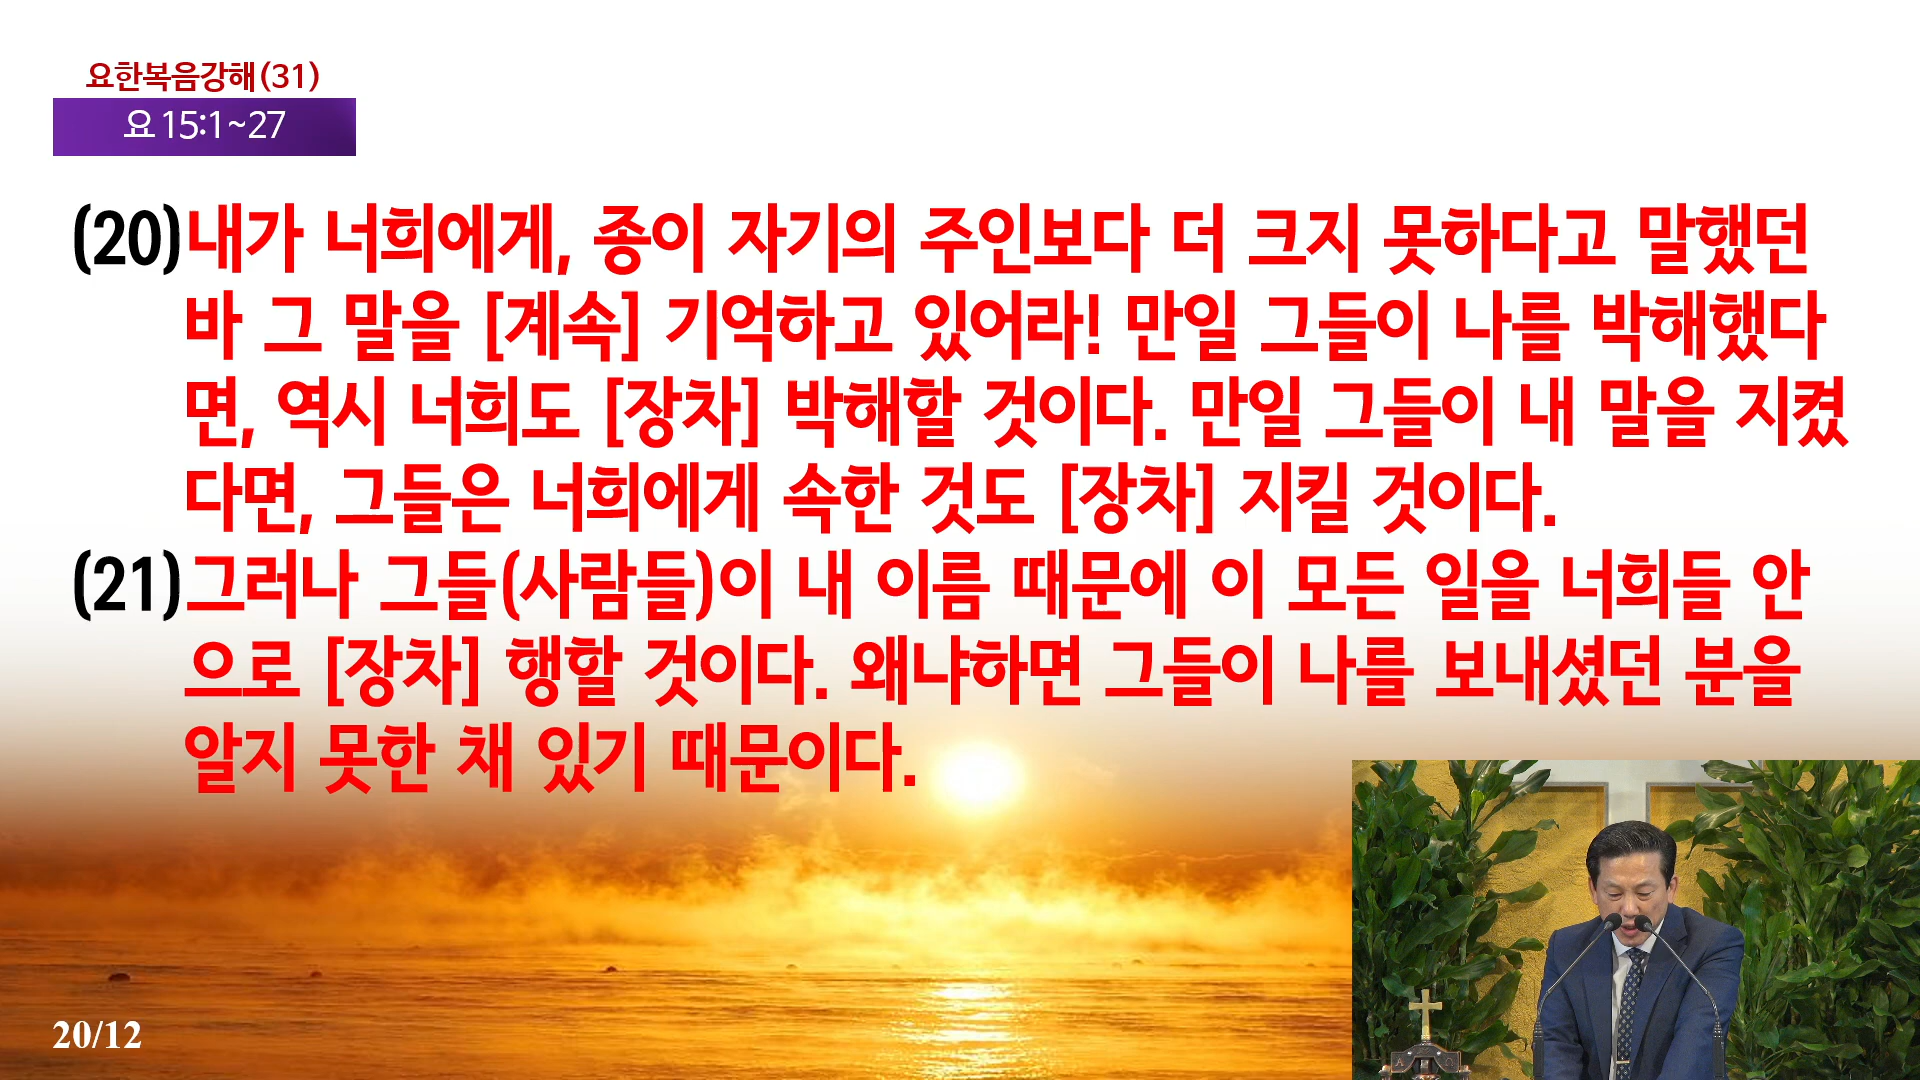 요한복음강해(31)
요 15:1~27
(20)내가 너희에게, 종이 자기의 주인보다 더 크지 못하다고 말했던
바 그 말을 [계속] 기억하고 있어라! 만일 그들이 나를 박해했다
면, 역시 너희도 [장차] 박해할 것이다. 만일 그들이 내 말을 지켰
다면, 그들은 너희에게 속한 것도 [장차] 지킬 것이다.
(21)그러나 그들(사람들)이 내 이름 때문에 이 모든 일을 너희들 안
으로 [장차] 행할 것이다. 왜냐하면 그들이 나를 보내셨던 분을
알지 못한 채 있기 때문이다.
20/12
A Ω